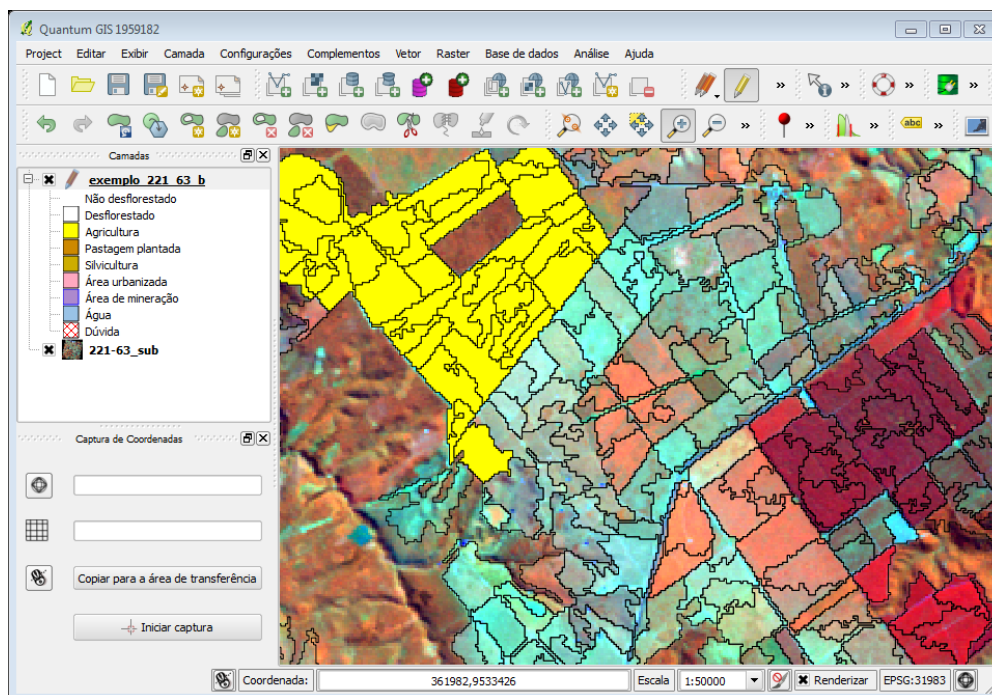 Quantum GIS 1959182
Project Editar Exibir Camada Configurações Complementos Vetor Raster Base de dados Análise Ajuda
» » » »
» » » abc »
Camadas
exemplo_221_63_b
Não desflorestado
Desflorestado
Agricultura
Pastagem plantada
Silvicultura
Área urbanizada
Área de mineração
Água
Dúvida
221-63_sub
Captura de Coordenadas
Copiar para a área de transferência
Iniciar captura
Coordenada: 361982,9533426 Escala 1:50000 Renderizar EPSG:31983